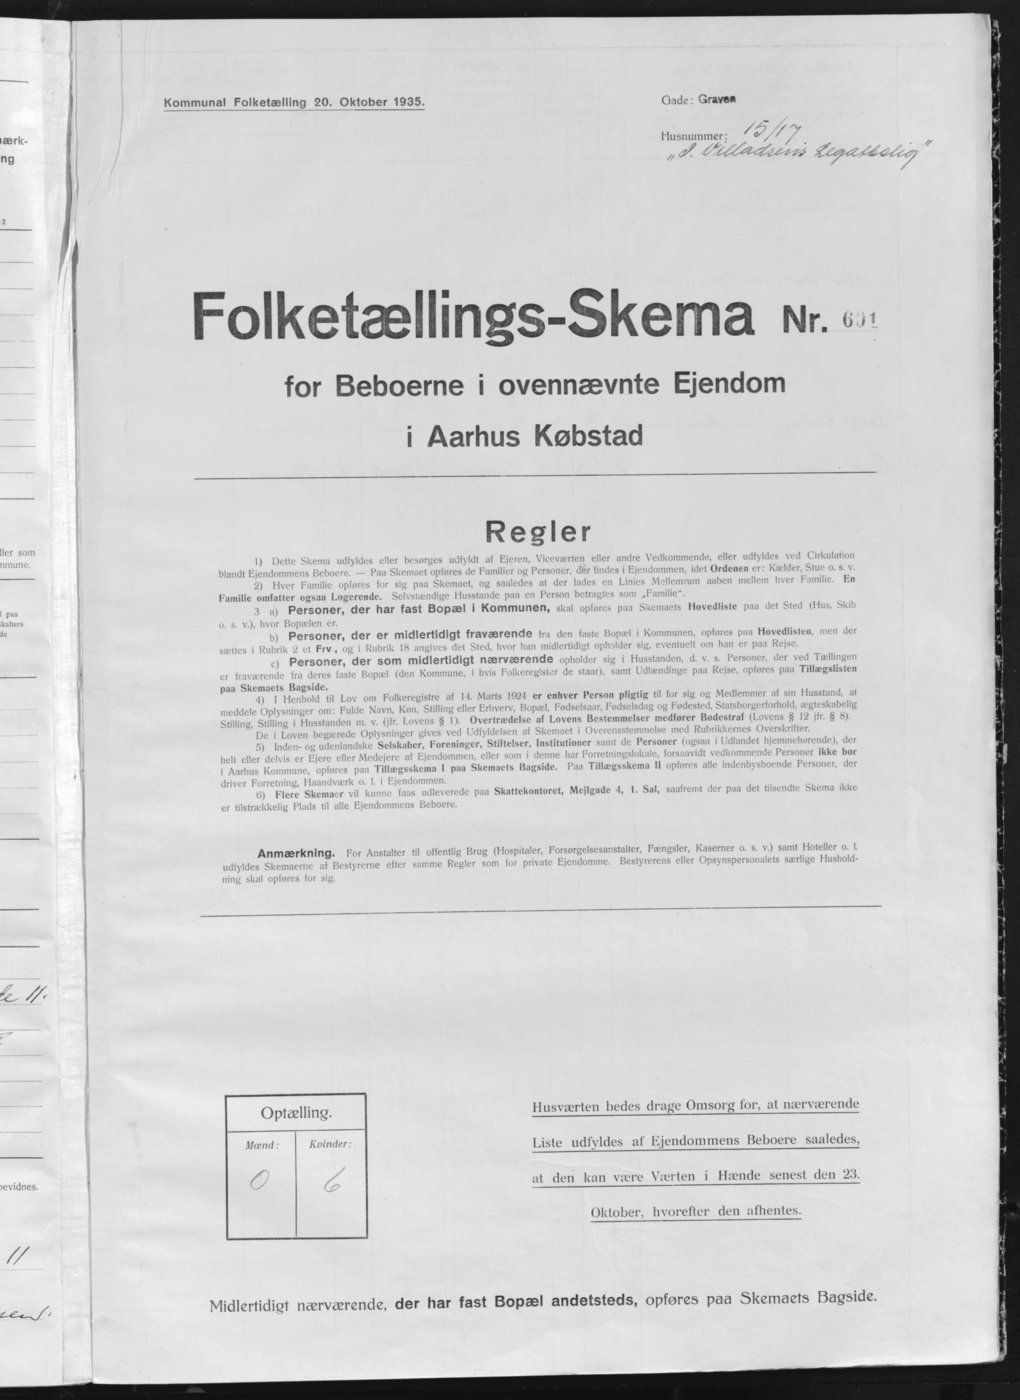 Kommunal Folketælling 20. Oktober 1935.
Gade: Graven
Husnummer: 15/17
"J. Villadsens Legatbolig"
Folketællings-Skema Nr. 601
for Beboerne i ovennævnte Ejendom
i Aarhus Købstad
Regler
1) Dette Skema udfyldes eller besørges udfyldt af Ejeren, Viceværten eller andre Vedkommende, eller udfyldes ved Cirkulation
blandt Ejendommens Beboere. — Paa Skemaet opføres de Familier og Personer, der findes i Ejendommen, idet Ordenen er: Kælder, Stue o. s. v.
2) Hver Familie opføres for sig paa Skemaet, og saaledes at der lades en Linies Mellemrum aaben mellem hver Familie. En
Familie omfatter ogsaa Logerende. Selvstændige Husstande paa en Person betragtes som „Familie".
3 a) Personer, der har fast Bopæl i Kommunen, skal opføres paa Skemaets Hovedliste paa det Sted (Hus, Skib
o. s. v.), hvor Bopælen er.
b) Personer, der er midlertidigt fraværende fra den faste Bopæl i Kommunen, opføres paa Hovedlisten, men der
sættes i Rubrik 2 et Frv., og i Rubrik 18 angives det Sted, hvor han midlertidigt opholder sig, eventuelt om han er paa Rejse.
c) Personer, der som midlertidigt nærværende opholder sig i Husstanden, d. v. s. Personer, der ved Tællingen
er fraværende fra deres faste Bopæl (den Kommune, i hvis Folkeregister de staar), samt Udlændinge paa Rejse, opføres paa Tillægslisten
paa Skemaets Bagside.
4) I Henhold til Lov om Folkeregistre af 14. Marts 1924 er enhver Person pligtig til for sig og Medlemmer af sin Husstand, at
meddele Oplysninger om: Fulde Navn, Køn, Stilling eller Erhverv, Bopæl, Fødselsaar, Fødselsdag og Fødested, Statsborgerforhold, ægteskabelig
Stilling, Stilling i Husstanden m. v. (jfr. Lovens § 1). Overtrædelse af Lovens Bestemmelser medfører Bødestraf (Lovens § 12 jfr. § 8).
De i Loven begærede Oplysninger gives ved Udfyldelsen af Skemaet i Overensstemmelse med Rubrikkernes Overskrifter.
5) Inden- og udenlandske Selskaber, Foreninger, Stiftelser, Institutioner samt de Personer (ogsaa i Udlandet hjemmehørende), der
helt eller delvis er Ejere eller Medejere af Ejendommen, eller som i denne har Forretningslokale, forsaavidt vedkommende Personer ikke bor
i Aarhus Kommune, opføres paa Tillægsskema I paa Skemaets Bagside. Paa Tillægsskema II opføres alle indenbysboende Personer, der
driver Forretning, Haandværk o. l. i Ejendommen.
6) Flere Skemaer vil kunne faas udleverede paa Skattekontoret, Mejlgade 4, 1. Sal, saafremt der paa det tilsendte Skema ikke
er tilstrækkelig Plads til alle Ejendommens Beboere.
Anmærkning. For Anstalter til offentlig Brug (Hospitaler, Forsørgelsesanstalter, Fængsler, Kaserner o. s. v.) samt Hoteller o. l.
udfyldes Skemaerne af Bestyrerne efter samme Regler som for private Ejendomme. Bestyrerens eller Opsynspersonalets særlige Hushold-
ning skal opføres for sig.
Optælling.
Mænd: Kvinder:
0 6
Husværten bedes drage Omsorg for, at nærværende
Liste udfyldes af Ejendommens Beboere saaledes,
at den kan være Værten i Hænde senest den 23.
Oktober, hvorefter den afhentes.
Midlertidigt nærværende, der har fast Bopæl andetsteds, opføres paa Skemaets Bagside.